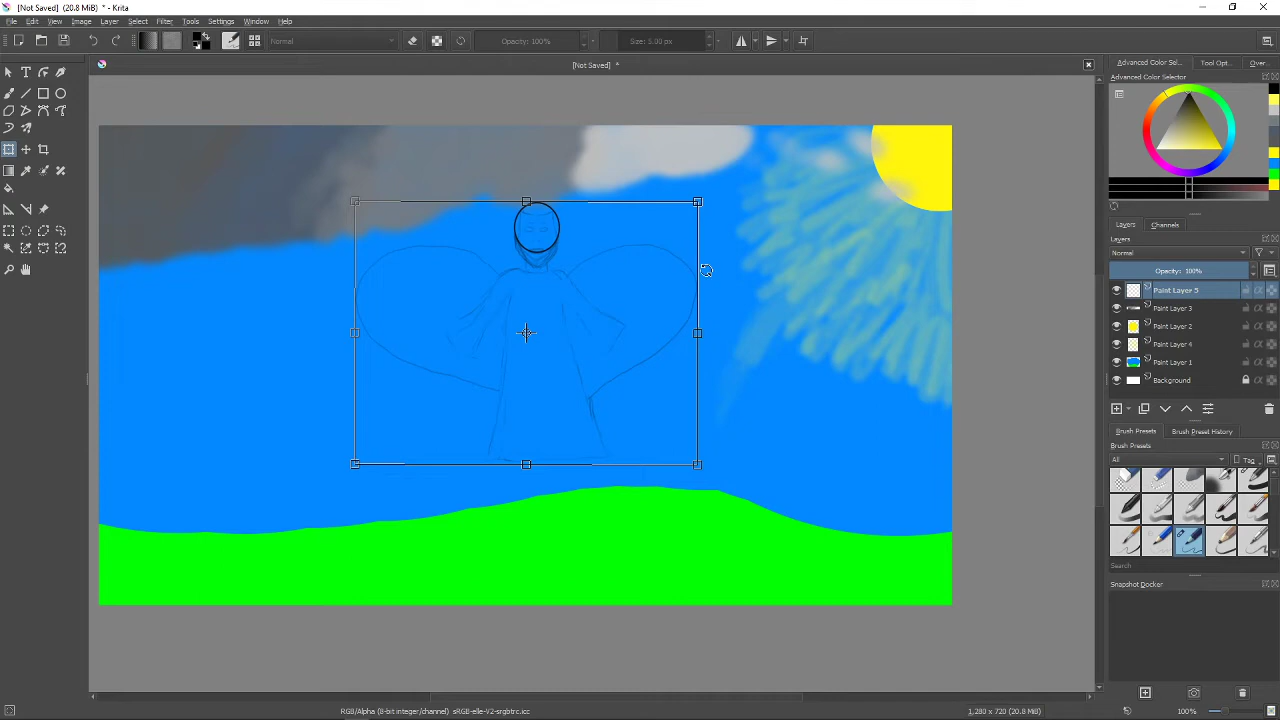 [Not Saved] (20.8 MiB) * - Krita
File Edit View Image Layer Select Filter Tools Settings Window Help
Normal Opacity: 100% Size: 5.00 px
[Not Saved] *
Advanced Color Sel... Tool Opt... Over...
Advanced Color Selector
Layers Channels
Layers
Normal
Opacity: 100%
Paint Layer 5
Paint Layer 3
Paint Layer 2
Paint Layer 4
Paint Layer 1
Background
Brush Presets Brush Preset History
Brush Presets
All Tag
Search
Snapshot Docker
RGB/Alpha (8-bit integer/channel) sRGB-elle-V2-srgbtrc.icc 1,280 x 720 (20.8 MiB) 100%